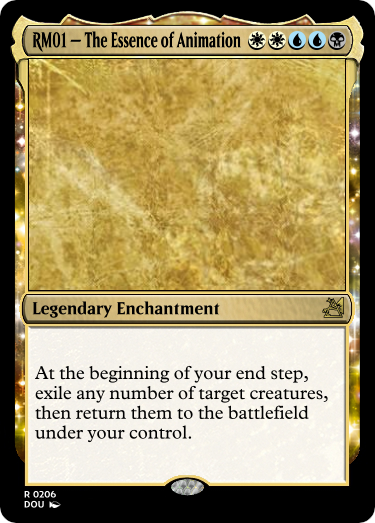 RM01 – The Essence of Animation
Legendary Enchantment
At the beginning of your end step,
exile any number of target creatures,
then return them to the battlefield
under your control.
R 0206
DOU